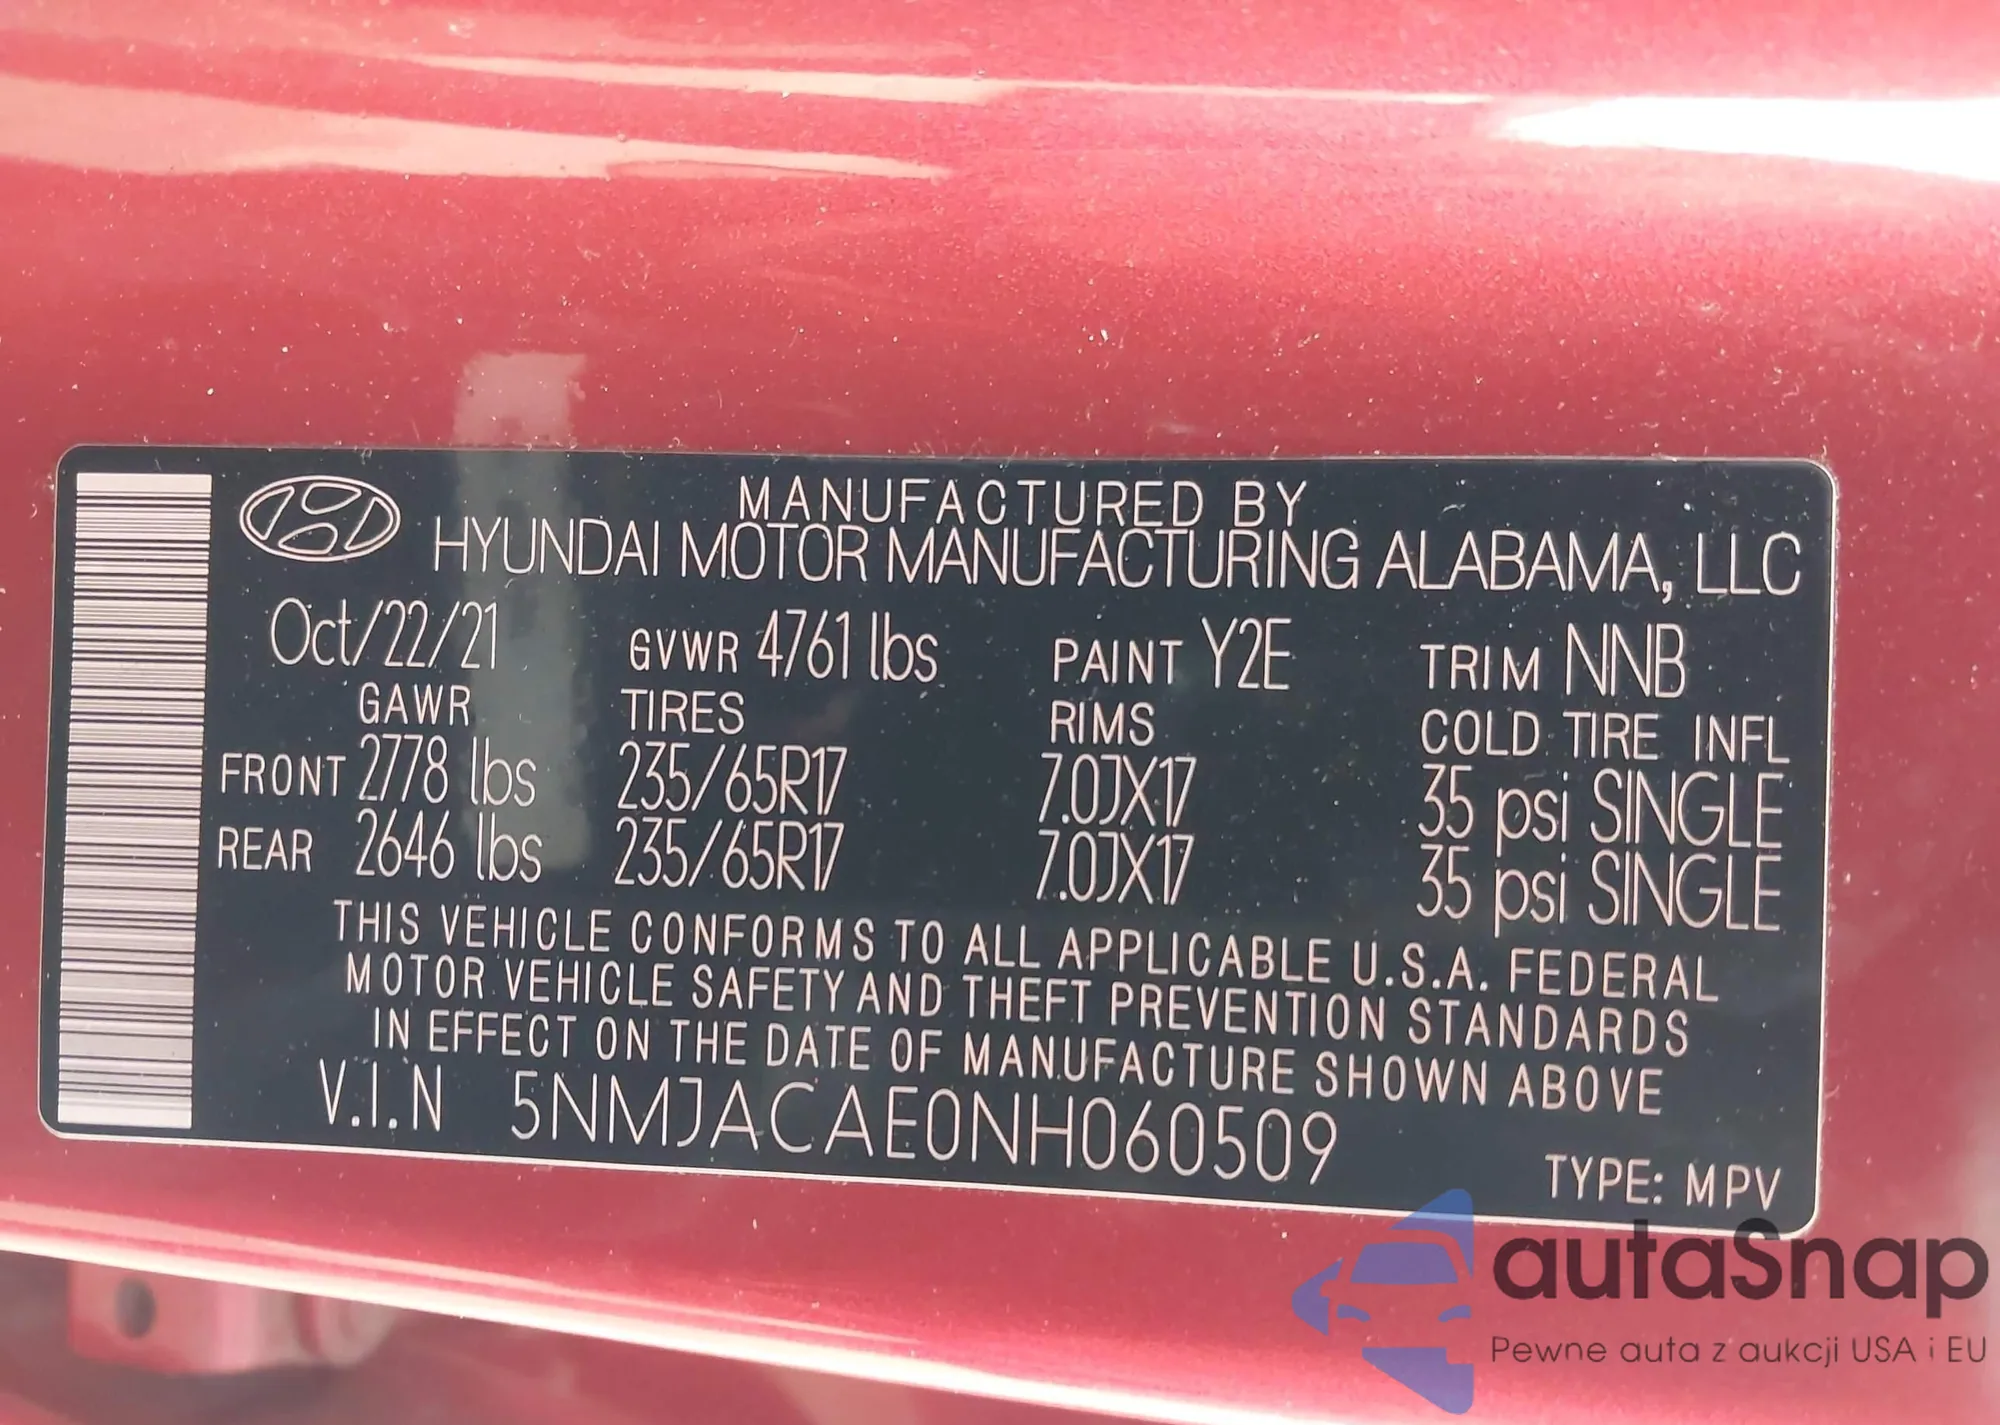 MANUFACTURED BY
HYUNDAI MOTOR MANUFACTURING ALABAMA, LLC
Oct/22/21 GVWR 4761 lbs PAINT Y2E TRIM NNB
GAWR TIRES RIMS COLD TIRE INFL
FRONT 2778 lbs 235/65R17 7.0JX17 35 psi SINGLE
REAR 2646 lbs 235/65R17 7.0JX17 35 psi SINGLE
THIS VEHICLE CONFORMS TO ALL APPLICABLE U.S.A. FEDERAL
MOTOR VEHICLE SAFETY AND THEFT PREVENTION STANDARDS
IN EFFECT ON THE DATE OF MANUFACTURE SHOWN ABOVE
V.I.N 5NMJACAE0NH060509
TYPE: MPV
autaSnap
Pewne auta z aukcji USA i EU